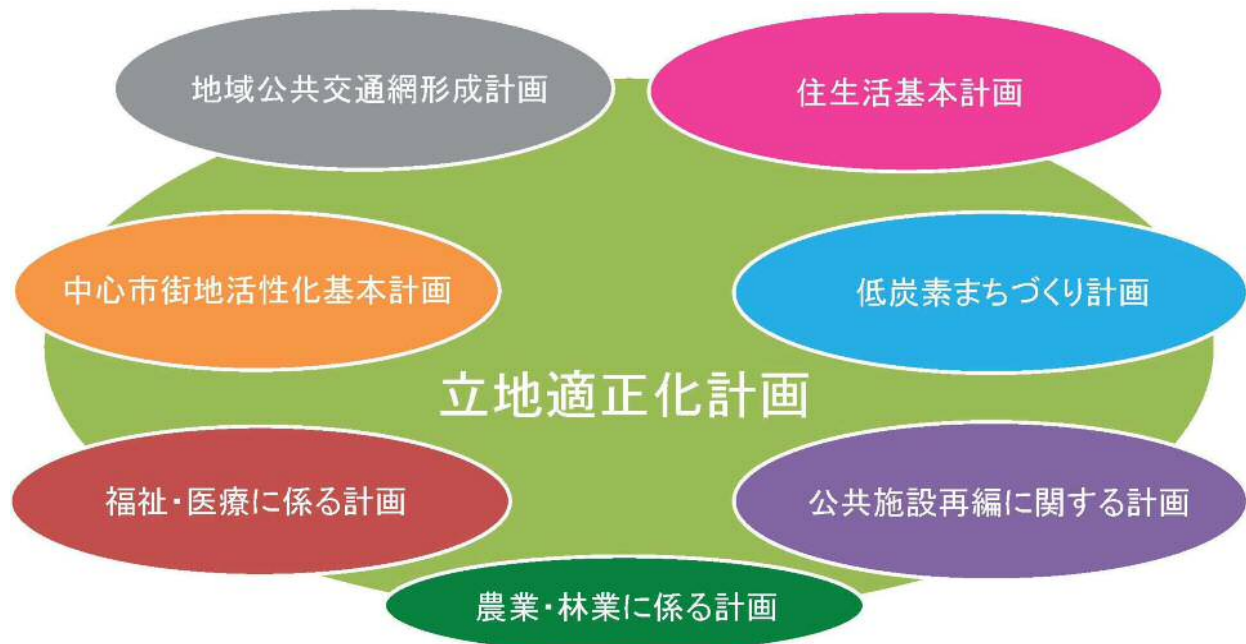 地域公共交通網形成計画
住生活基本計画
中心市街地活性化基本計画
低炭素まちづくり計画
立地適正化計画
福祉・医療に係る計画
公共施設再編に関する計画
農業・林業に係る計画